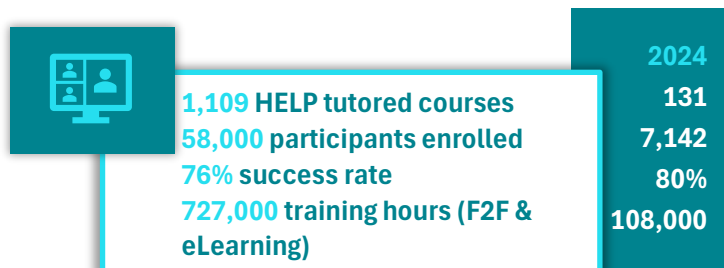 2024
1,109 HELP tutored courses
131
58,000 participants enrolled
7,142
76% success rate
80%
727,000 training hours (F2F &
eLearning)
108,000